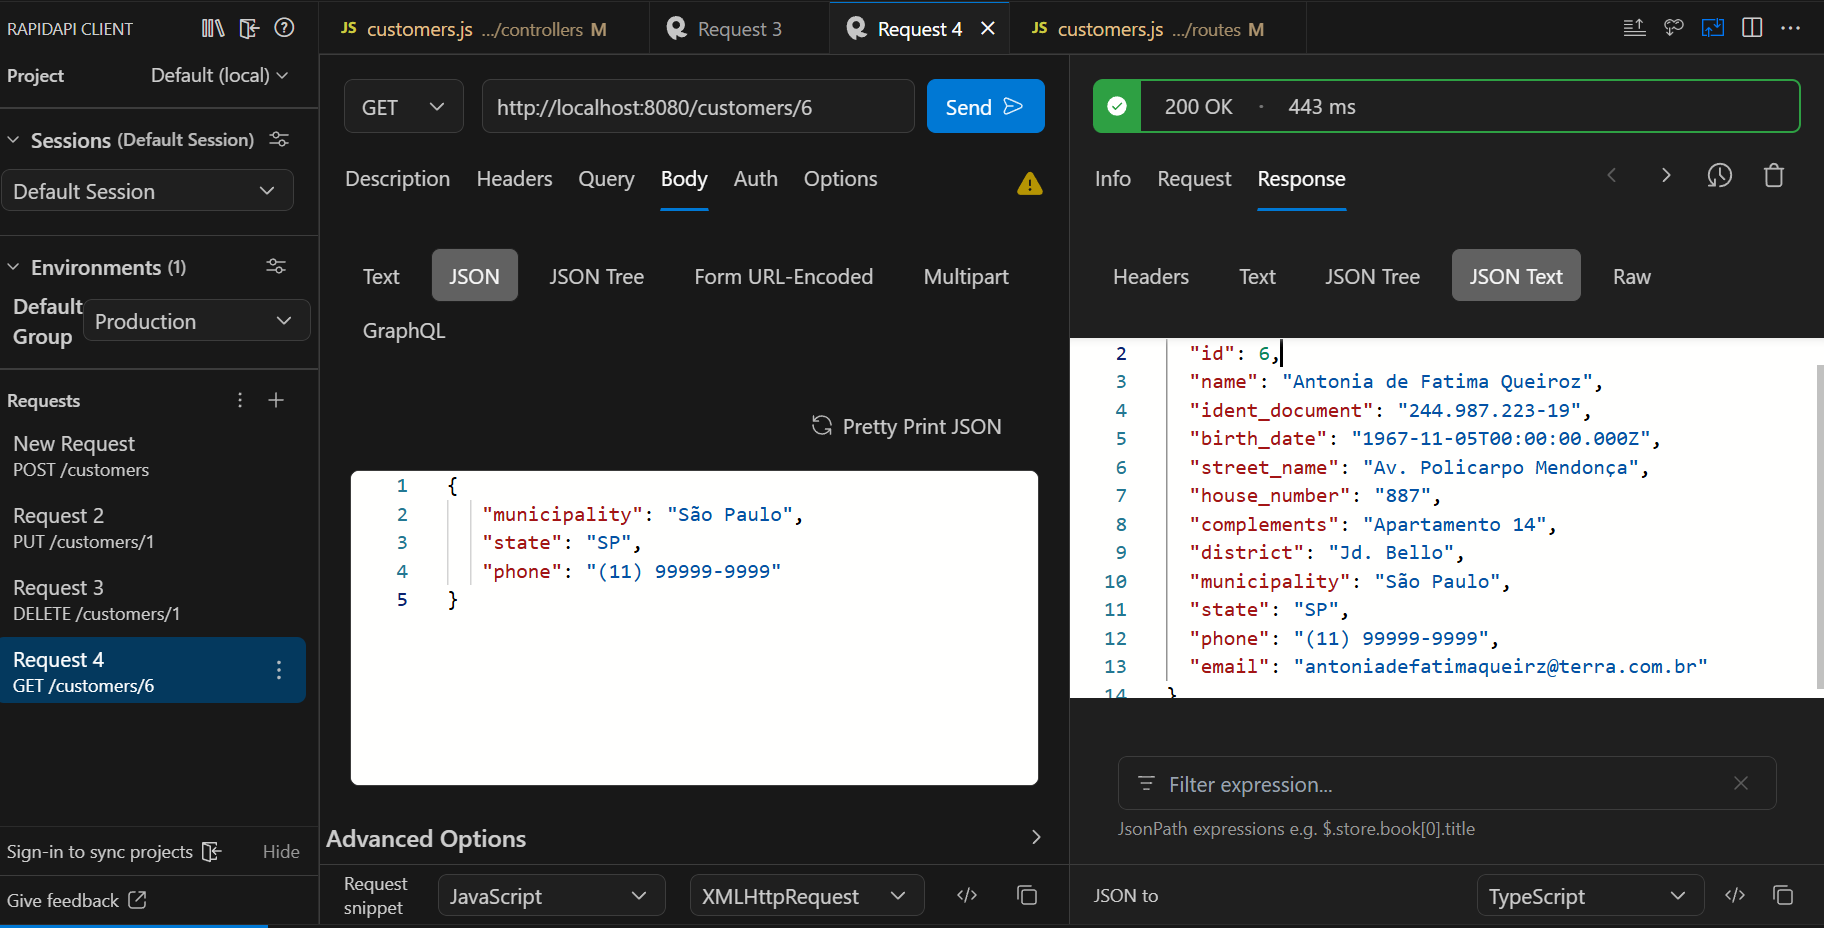 RAPIDAPI CLIENT
Project Default (local)
Sessions (Default Session)
Default Session
Environments (1)
Default Group Production
Requests
New Request
POST /customers
Request 2
PUT /customers/1
Request 3
DELETE /customers/1
Request 4
GET /customers/6
Sign-in to sync projects Hide
Give feedback
JS customers.js .../controllers M
Request 3
Request 4
JS customers.js .../routes M
GET http://localhost:8080/customers/6 Send
Description Headers Query Body Auth Options
Text JSON JSON Tree Form URL-Encoded Multipart
GraphQL
Pretty Print JSON
1 {
2 "municipality": "São Paulo",
3 "state": "SP",
4 "phone": "(11) 99999-9999"
5 }
Advanced Options
Request snippet JavaScript XMLHttpRequest
200 OK · 443 ms
Info Request Response
Headers Text JSON Tree JSON Text Raw
2 "id": 6,
3 "name": "Antonia de Fatima Queiroz",
4 "ident_document": "244.987.223-19",
5 "birth_date": "1967-11-05T00:00:00.000Z",
6 "street_name": "Av. Policarpo Mendonça",
7 "house_number": "887",
8 "complements": "Apartamento 14",
9 "district": "Jd. Bello",
10 "municipality": "São Paulo",
11 "state": "SP",
12 "phone": "(11) 99999-9999",
13 "email": "antoniadefatimaqueirz@terra.com.br"
14 }
Filter expression...
JsonPath expressions e.g. $.store.book[0].title
JSON to TypeScript